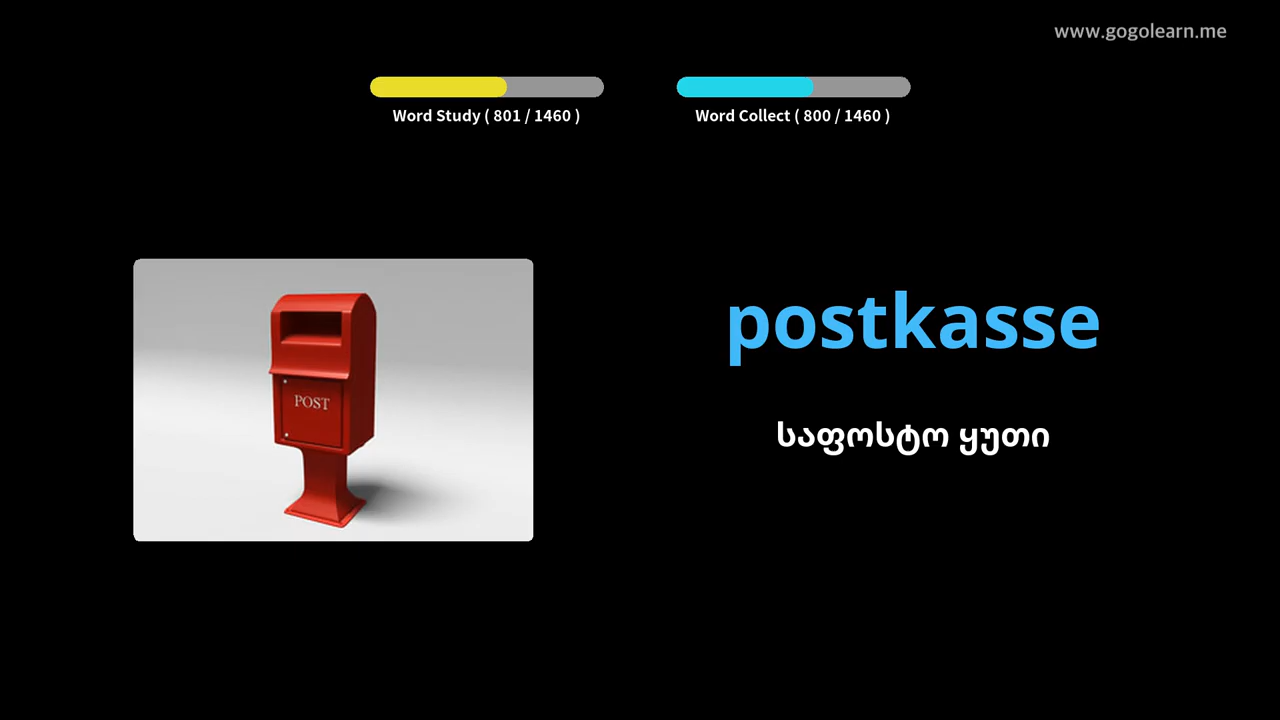 www.gogolearn.me
Word Study ( 801 / 1460 )
Word Collect ( 800 / 1460 )
POST
postkasse
საფოსტო ყუთი